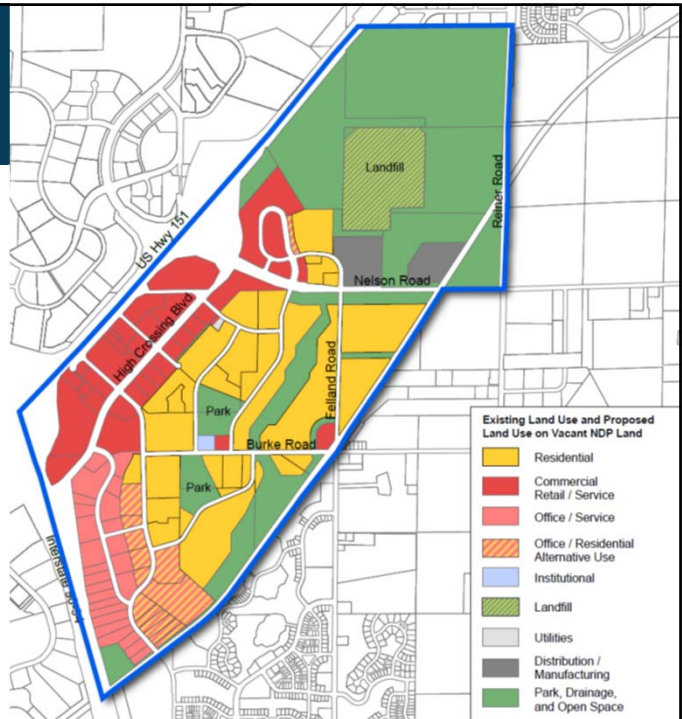 Landfill
Reiner Road
US Hwy 151
Nelson Road
High Crossing Blvd
Felland Road
Park
Burke Road
Park
Interstate
Existing Land Use and Proposed
Land Use on Vacant NDP Land
Residential
Commercial
Retail / Service
Office / Service
Office / Residential
Alternative Use
Institutional
Landfill
Utilities
Distribution /
Manufacturing
Park, Drainage,
and Open Space